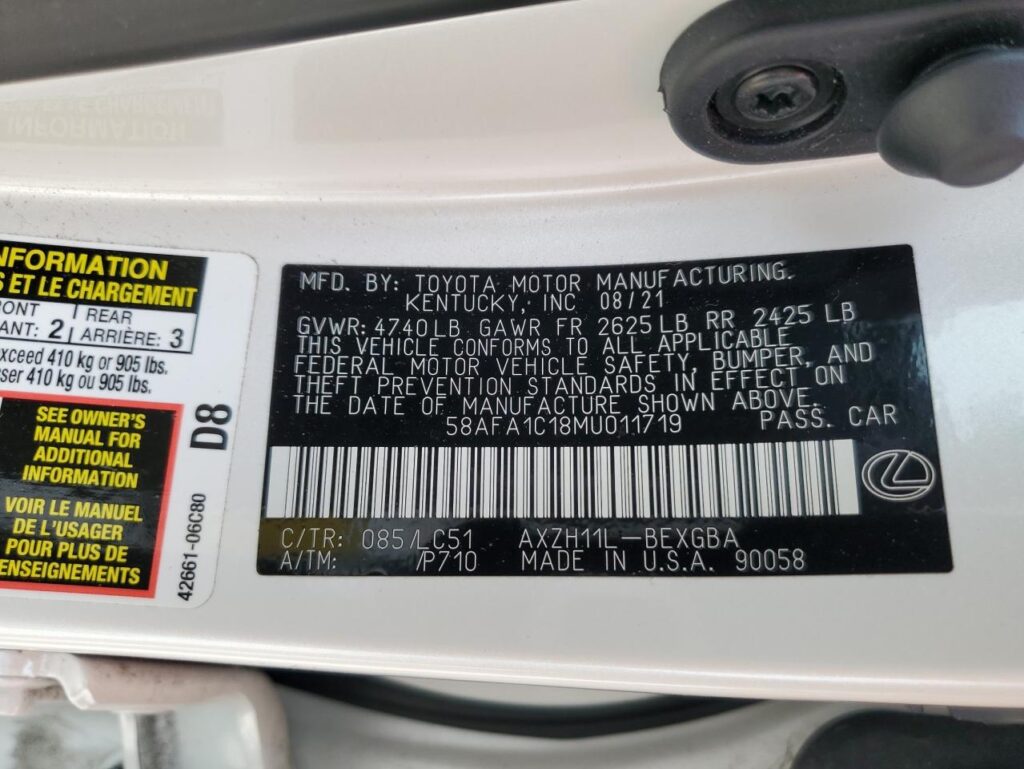 NFORMATION
S ET LE CHARGEMENT
RONT
REAR
ANT: 2
ARRIÈRE: 3
xceed 410 kg or 905 lbs.
ser 410 kg ou 905 lbs.
SEE OWNER'S
MANUAL FOR
ADDITIONAL
INFORMATION
VOIR LE MANUEL
DE L'USAGER
POUR PLUS DE
ENSEIGNEMENTS
D8
42661-06C80
MFD. BY: TOYOTA MOTOR MANUFACTURING.
KENTUCKY, INC 08/21
GVWR: 4740LB GAWR FR 2625LB RR 2425 LB
THIS VEHICLE CONFORMS TO ALL APPLICABLE
FEDERAL MOTOR VEHICLE SAFETY, BUMPER, AND
THEFT PREVENTION STANDARDS IN EFFECT ON
THE DATE OF MANUFACTURE SHOWN ABOVE.
58AFA1C18MU011719 PASS. CAR
C/TR: 085/LC51 AXZH11L-BEXGBA
A/TM: /P710 MADE IN U.S.A. 90058